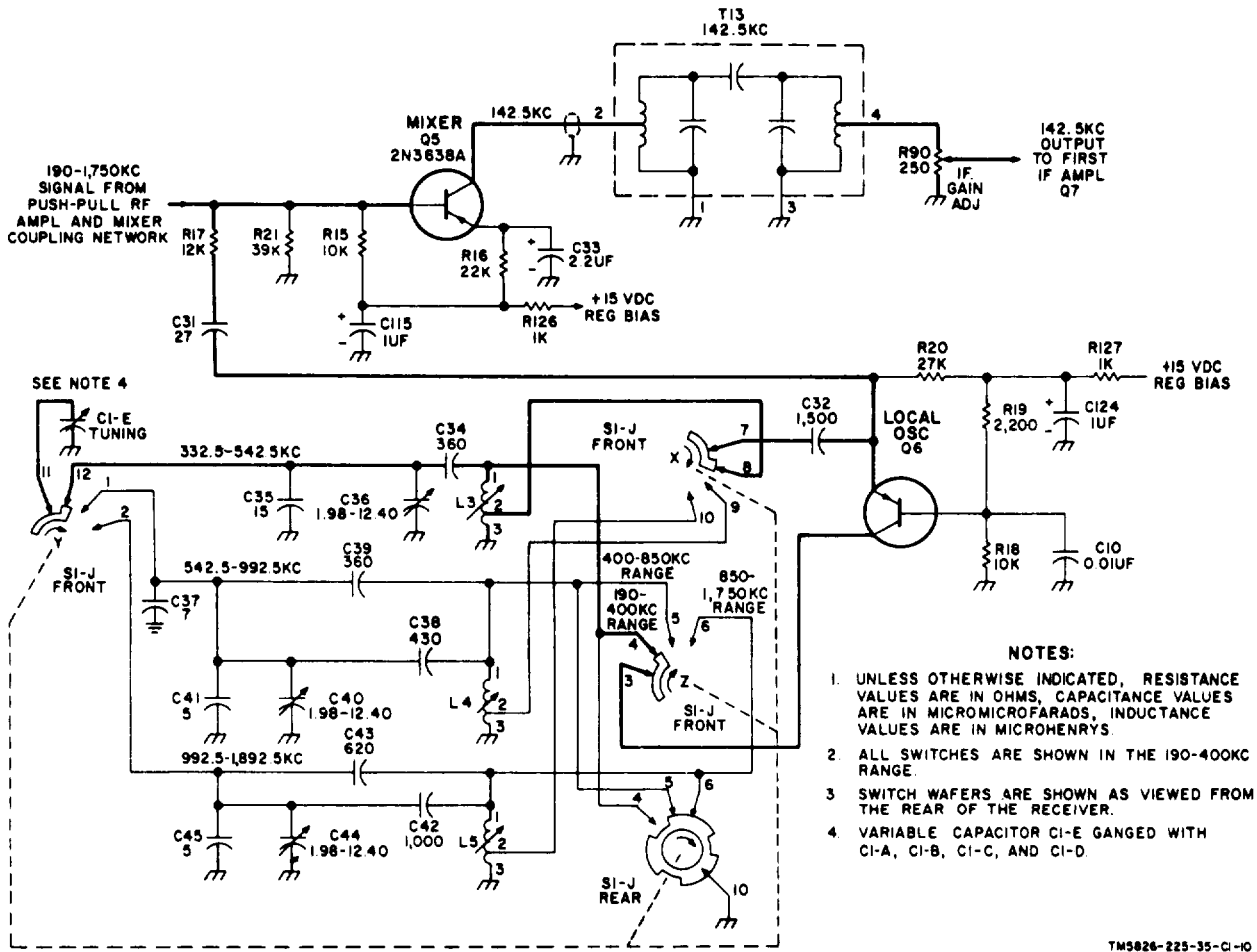 T13
142.5KC
142.5KC
2
4
1
3
MIXER
Q5
2N3638A
R90
250
IF.
GAIN
ADJ
142.5KC
OUTPUT
TO FIRST
IF AMPL
Q7
190-1,750KC
SIGNAL FROM
PUSH-PULL RF
AMPL AND MIXER
COUPLING NETWORK
R17
12K
R21
39K
R15
10K
R16
22K
+
C33
2.2UF
-
+15 VDC
REG BIAS
R126
1K
+
C115
1UF
-
C31
27
SEE NOTE 4
C1-E
TUNING
11
12
1
2
Y
S1-J
FRONT
332.5-542.5KC
C34
360
C35
15
C36
1.98-12.40
L3
1
2
3
S1-J
FRONT
7
8
X
10
9
C32
1,500
R20
27K
R127
1K
+15 VDC
REG BIAS
R19
2,200
+
C124
1UF
-
LOCAL
OSC
Q6
R18
10K
C10
0.01UF
542.5-992.5KC
C39
360
C37
7
C38
430
C41
5
C40
1.98-12.40
L4
1
2
3
400-850KC
RANGE
190-
400KC
RANGE
850-
1,750KC
RANGE
5
6
4
3
Z
S1-J
FRONT
992.5-1,892.5KC
C43
620
C45
5
C44
1.98-12.40
C42
1,000
L5
1
2
3
4
5
6
10
S1-J
REAR
NOTES:
1. UNLESS OTHERWISE INDICATED, RESISTANCE
VALUES ARE IN OHMS, CAPACITANCE VALUES
ARE IN MICROMICROFARADS, INDUCTANCE
VALUES ARE IN MICROHENRYS.
2. ALL SWITCHES ARE SHOWN IN THE 190-400KC
RANGE.
3 SWITCH WAFERS ARE SHOWN AS VIEWED FROM
THE REAR OF THE RECEIVER.
4. VARIABLE CAPACITOR C1-E GANGED WITH
C1-A, C1-B, C1-C, AND C1-D.
TM5826-225-35-C1-10